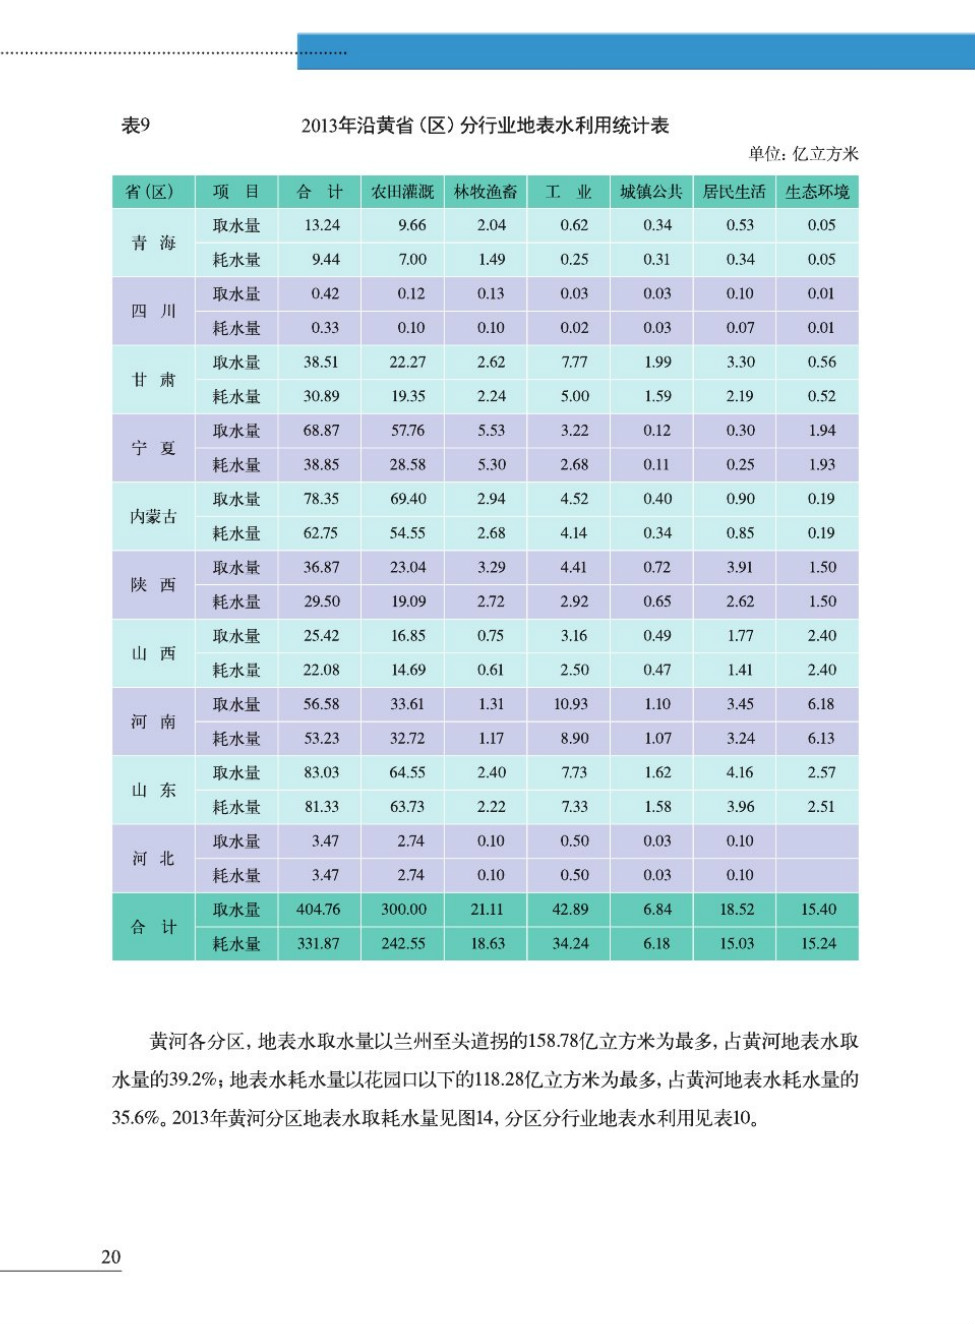 表9 2013年沿黄省（区）分行业地表水利用统计表
单位: 亿立方米
省（区） 项 目 合 计 农田灌溉 林牧渔畜 工 业 城镇公共 居民生活 生态环境
青 海 取水量 13.24 9.66 2.04 0.62 0.34 0.53 0.05
耗水量 9.44 7.00 1.49 0.25 0.31 0.34 0.05
四 川 取水量 0.42 0.12 0.13 0.03 0.03 0.10 0.01
耗水量 0.33 0.10 0.10 0.02 0.03 0.07 0.01
甘 肃 取水量 38.51 22.27 2.62 7.77 1.99 3.30 0.56
耗水量 30.89 19.35 2.24 5.00 1.59 2.19 0.52
宁 夏 取水量 68.87 57.76 5.53 3.22 0.12 0.30 1.94
耗水量 38.85 28.58 5.30 2.68 0.11 0.25 1.93
内蒙古 取水量 78.35 69.40 2.94 4.52 0.40 0.90 0.19
耗水量 62.75 54.55 2.68 4.14 0.34 0.85 0.19
陕 西 取水量 36.87 23.04 3.29 4.41 0.72 3.91 1.50
耗水量 29.50 19.09 2.72 2.92 0.65 2.62 1.50
山 西 取水量 25.42 16.85 0.75 3.16 0.49 1.77 2.40
耗水量 22.08 14.69 0.61 2.50 0.47 1.41 2.40
河 南 取水量 56.58 33.61 1.31 10.93 1.10 3.45 6.18
耗水量 53.23 32.72 1.17 8.90 1.07 3.24 6.13
山 东 取水量 83.03 64.55 2.40 7.73 1.62 4.16 2.57
耗水量 81.33 63.73 2.22 7.33 1.58 3.96 2.51
河 北 取水量 3.47 2.74 0.10 0.50 0.03 0.10
耗水量 3.47 2.74 0.10 0.50 0.03 0.10
合 计 取水量 404.76 300.00 21.11 42.89 6.84 18.52 15.40
耗水量 331.87 242.55 18.63 34.24 6.18 15.03 15.24
黄河各分区, 地表水取水量以兰州至头道拐的158.78亿立方米为最多, 占黄河地表水取
水量的39.2%; 地表水耗水量以花园口以下的118.28亿立方米为最多, 占黄河地表水耗水量的
35.6%。2013年黄河分区地表水取耗水量见图14, 分区分行业地表水利用见表10。
20